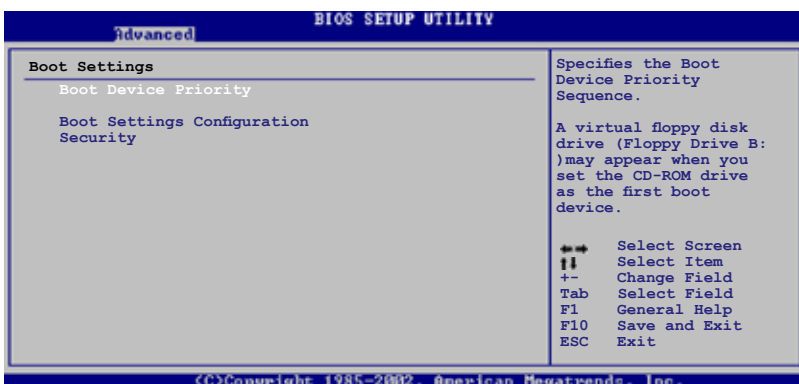 BIOS SETUP UTILITY
Advanced
Boot Settings
Boot Device Priority
Boot Settings Configuration
Security
Specifies the Boot
Device Priority
Sequence.
A virtual floppy disk
drive (Floppy Drive B:
)may appear when you
set the CD-ROM drive
as the first boot
device.
←→ Select Screen
↑↓ Select Item
+- Change Field
Tab Select Field
F1 General Help
F10 Save and Exit
ESC Exit
(C)Copyright 1985-2002, American Megatrends, Inc.